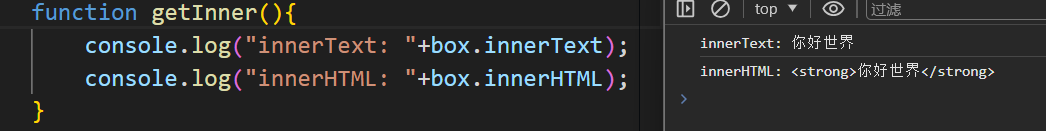 function getInner(){
    console.log("innerText: "+box.innerText);
    console.log("innerHTML: "+box.innerHTML);
}
top ▼ 过滤
innerText: 你好世界
innerHTML: <strong>你好世界</strong>
>